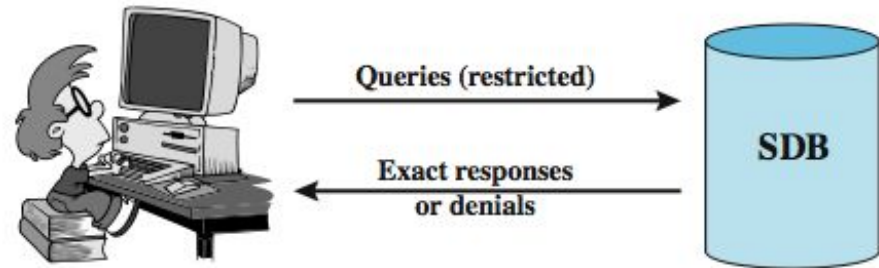 Queries (restricted)
SDB
Exact responses
or denials